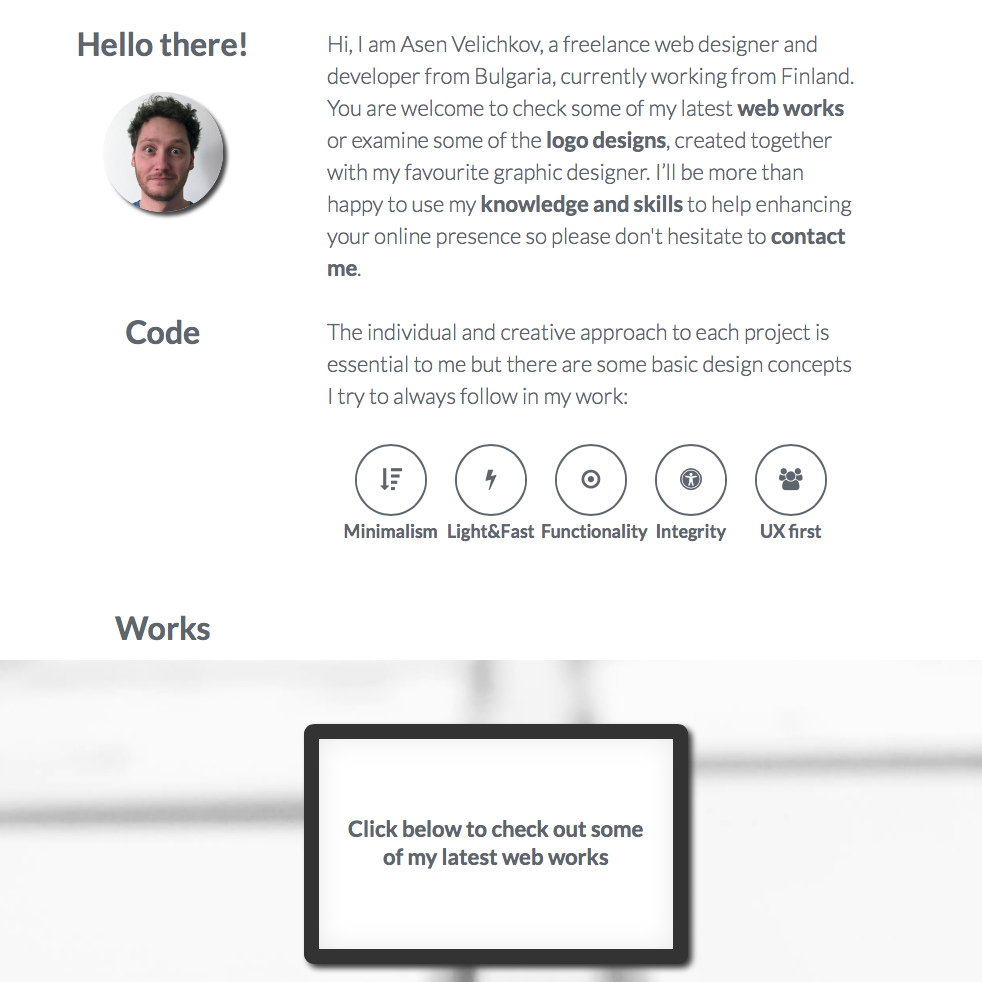 Hello there!
Hi, I am Asen Velichkov, a freelance web designer and
developer from Bulgaria, currently working from Finland.
You are welcome to check some of my latest web works
or examine some of the logo designs, created together
with my favourite graphic designer. I’ll be more than
happy to use my knowledge and skills to help enhancing
your online presence so please don't hesitate to contact
me.
Code
The individual and creative approach to each project is
essential to me but there are some basic design concepts
I try to always follow in my work:
Minimalism Light&Fast Functionality Integrity UX first
Works
Click below to check out some
of my latest web works